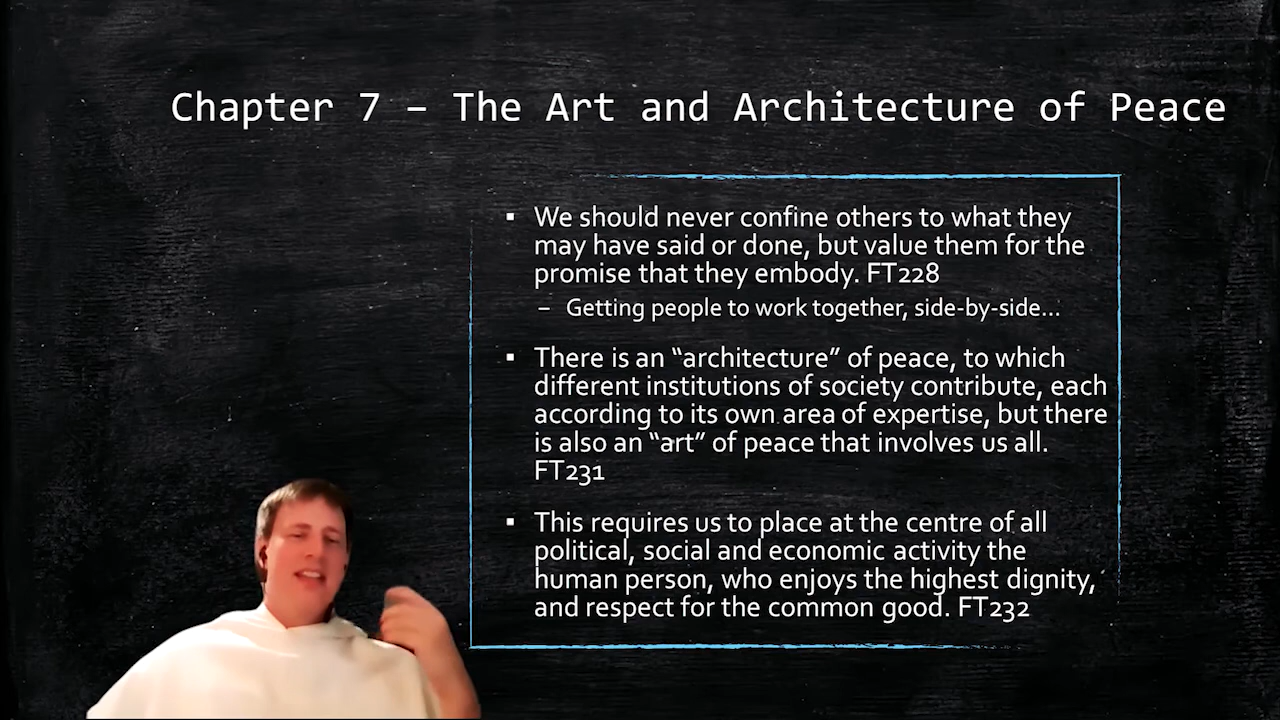 Chapter 7 – The Art and Architecture of Peace
▪ We should never confine others to what they
may have said or done, but value them for the
promise that they embody. FT228
– Getting people to work together, side-by-side…
▪ There is an “architecture” of peace, to which
different institutions of society contribute, each
according to its own area of expertise, but there
is also an “art” of peace that involves us all.
FT231
▪ This requires us to place at the centre of all
political, social and economic activity the
human person, who enjoys the highest dignity,
and respect for the common good. FT232